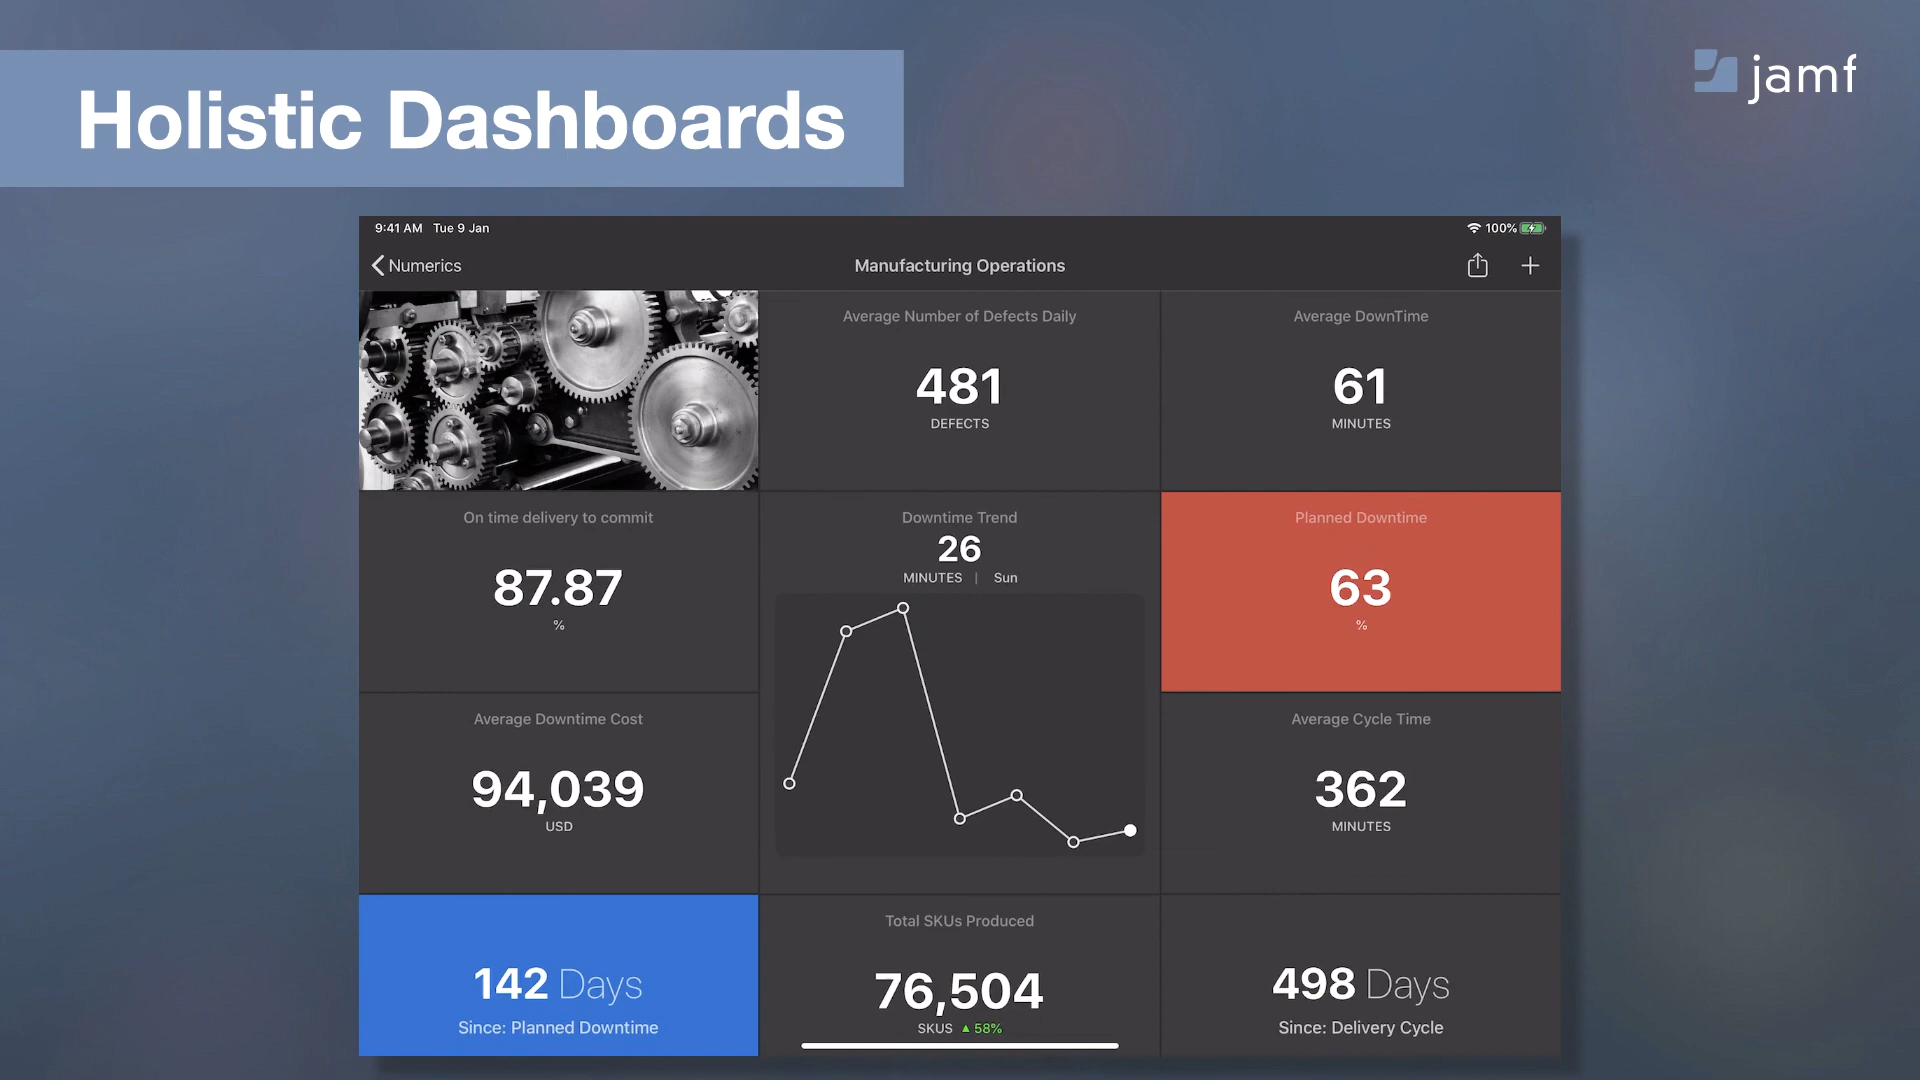 Holistic Dashboards
jamf
9:41 AM Tue 9 Jan
100%
Numerics
Manufacturing Operations
Average Number of Defects Daily
481
DEFECTS
Average DownTime
61
MINUTES
On time delivery to commit
87.87
%
Downtime Trend
26
MINUTES | Sun
Planned Downtime
63
%
Average Downtime Cost
94,039
USD
Average Cycle Time
362
MINUTES
142 Days
Since: Planned Downtime
Total SKUs Produced
76,504
SKUS ▲ 58%
498 Days
Since: Delivery Cycle